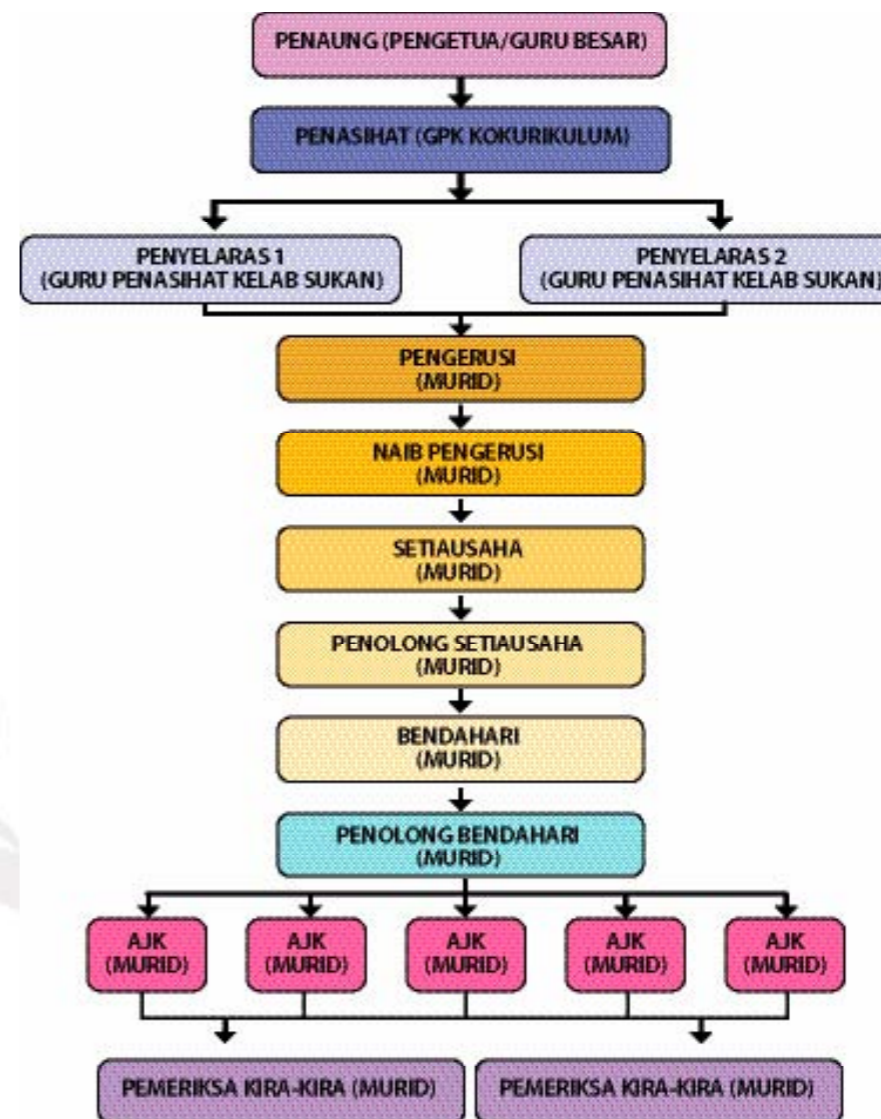 PENAUNG (PENGETUA/GURU BESAR)
PENASIHAT (GPK KOKURIKULUM)
PENYELARAS 1
(GURU PENASIHAT KELAB SUKAN)
PENYELARAS 2
(GURU PENASIHAT KELAB SUKAN)
PENGERUSI
(MURID)
NAIB PENGERUSI
(MURID)
SETIAUSAHA
(MURID)
PENOLONG SETIAUSAHA
(MURID)
BENDAHARI
(MURID)
PENOLONG BENDAHARI
(MURID)
AJK
(MURID)
AJK
(MURID)
AJK
(MURID)
AJK
(MURID)
AJK
(MURID)
PEMERIKSA KIRA-KIRA (MURID)
PEMERIKSA KIRA-KIRA (MURID)